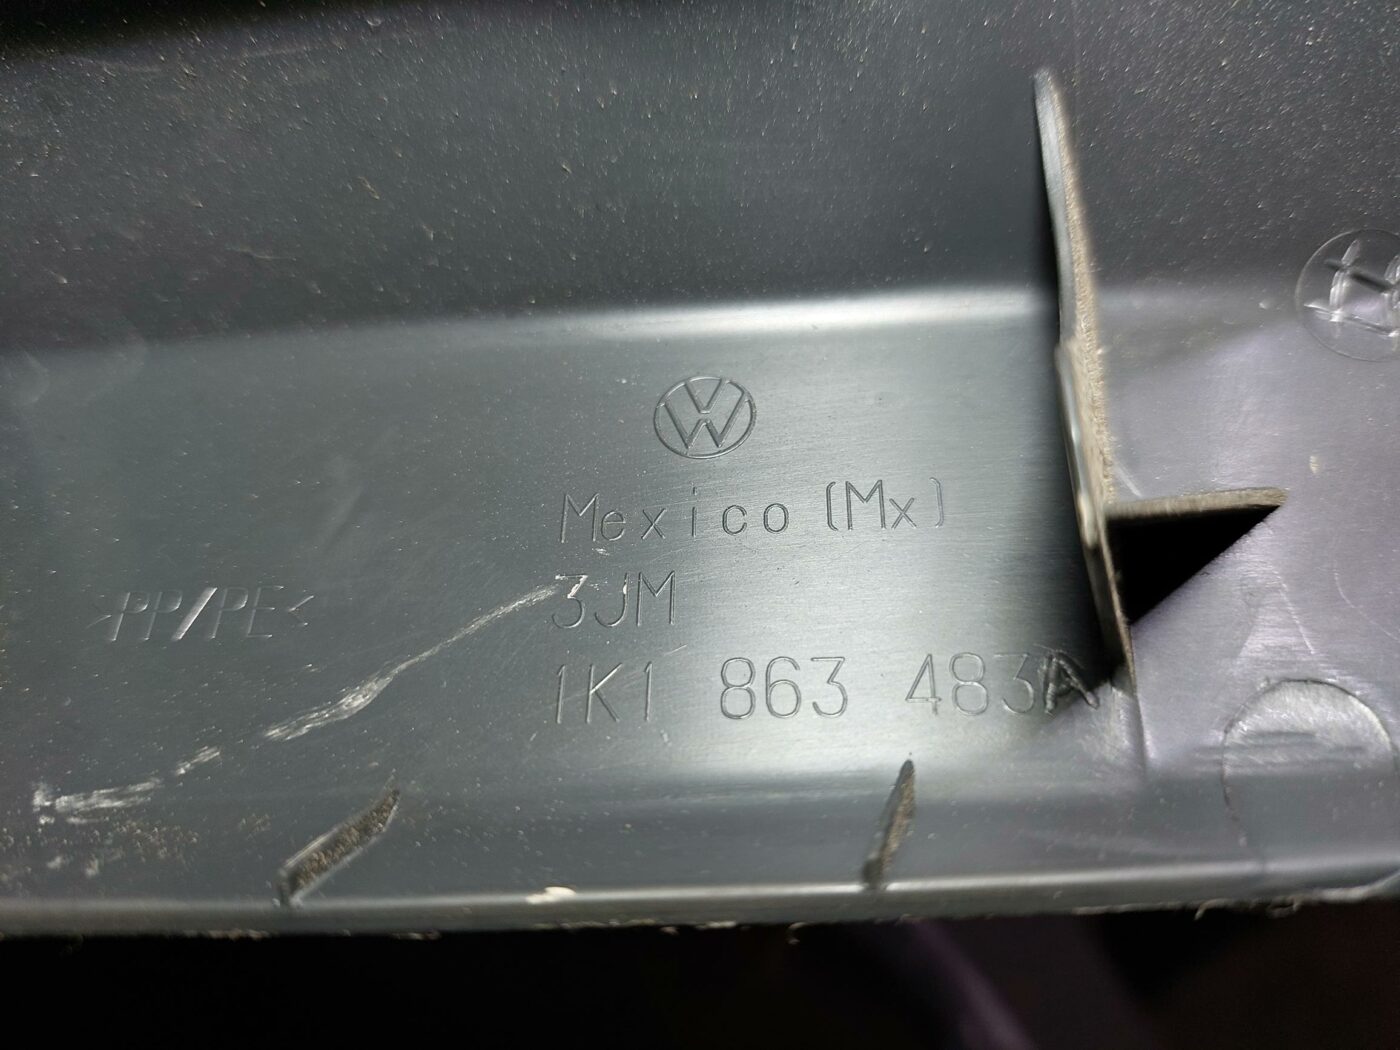 Mexico (Mx)
>PP/PE<
3JM
1K1 863 483A